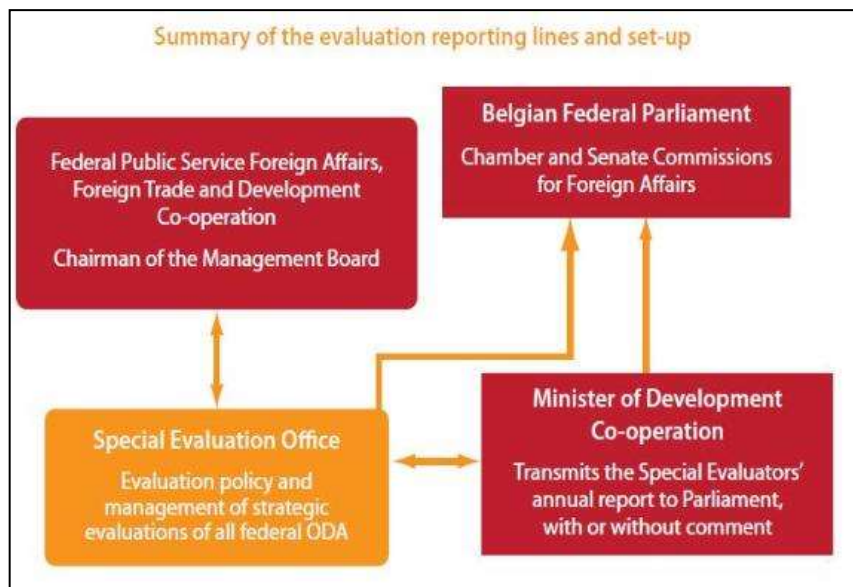 Summary of the evaluation reporting lines and set-up
Federal Public Service Foreign Affairs,
Foreign Trade and Development
Co-operation
Chairman of the Management Board
Belgian Federal Parliament
Chamber and Senate Commissions
for Foreign Affairs
Special Evaluation Office
Evaluation policy and
management of strategic
evaluations of all federal ODA
Minister of Development
Co-operation
Transmits the Special Evaluators'
annual report to Parliament,
with or without comment